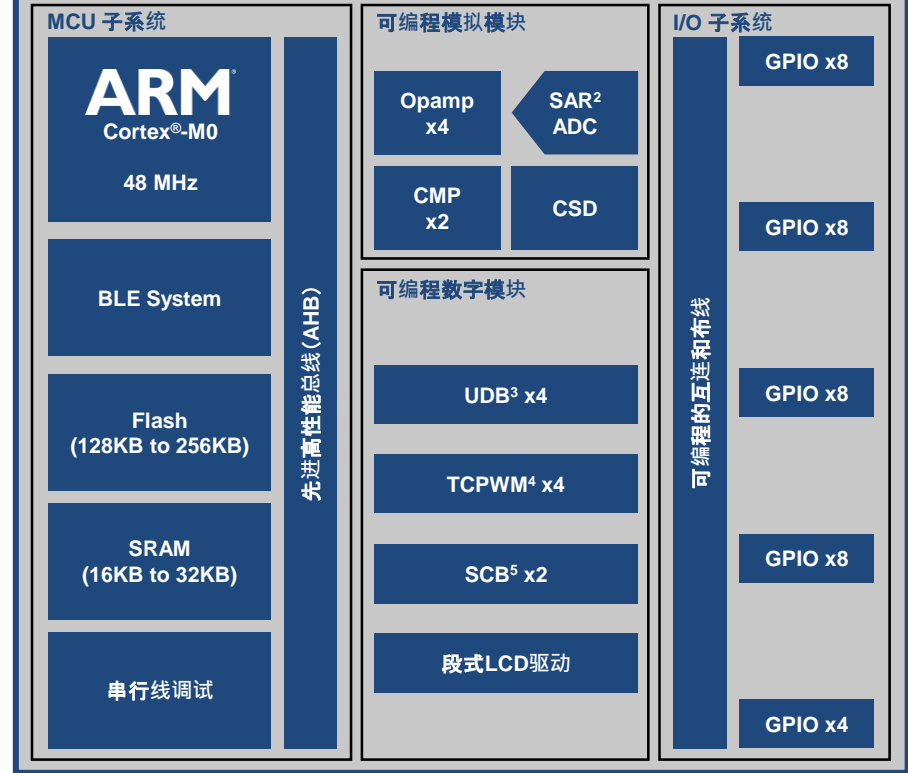 MCU 子系统
ARM®
Cortex®-M0
48 MHz
BLE System
Flash
(128KB to 256KB)
SRAM
(16KB to 32KB)
串行线调试
先进高性能总线(AHB)
可编程模拟模块
Opamp
x4
SAR²
ADC
CMP
x2
CSD
可编程数字模块
UDB³ x4
TCPWM⁴ x4
SCB⁵ x2
段式LCD驱动
I/O 子系统
可编程的互连和布线
GPIO x8
GPIO x8
GPIO x8
GPIO x8
GPIO x4